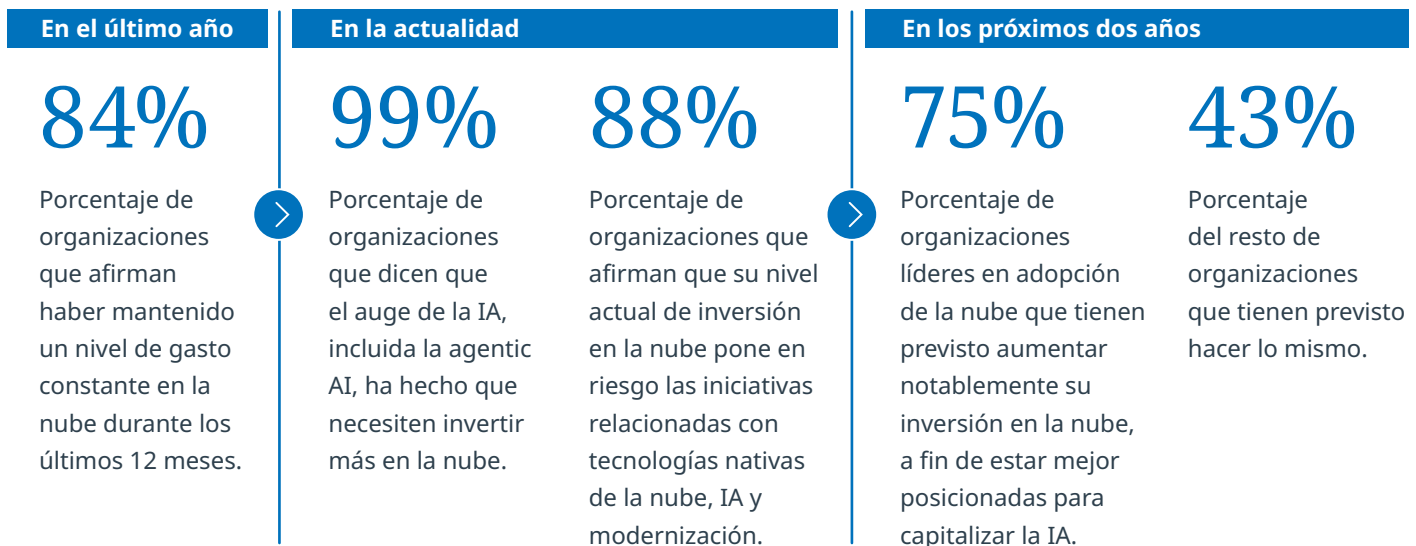 En el último año
84%
Porcentaje de
organizaciones
que afirman
haber mantenido
un nivel de gasto
constante en la
nube durante los
últimos 12 meses.
En la actualidad
99%
Porcentaje de
organizaciones
que dicen que
el auge de la IA,
incluida la agentic
AI, ha hecho que
necesiten invertir
más en la nube.
88%
Porcentaje de
organizaciones que
afirman que su nivel
actual de inversión
en la nube pone en
riesgo las iniciativas
relacionadas con
tecnologías nativas
de la nube, IA y
modernización.
En los próximos dos años
75%
Porcentaje de
organizaciones
líderes en adopción
de la nube que tienen
previsto aumentar
notablemente su
inversión en la nube,
a fin de estar mejor
posicionadas para
capitalizar la IA.
43%
Porcentaje
del resto de
organizaciones
que tienen previsto
hacer lo mismo.